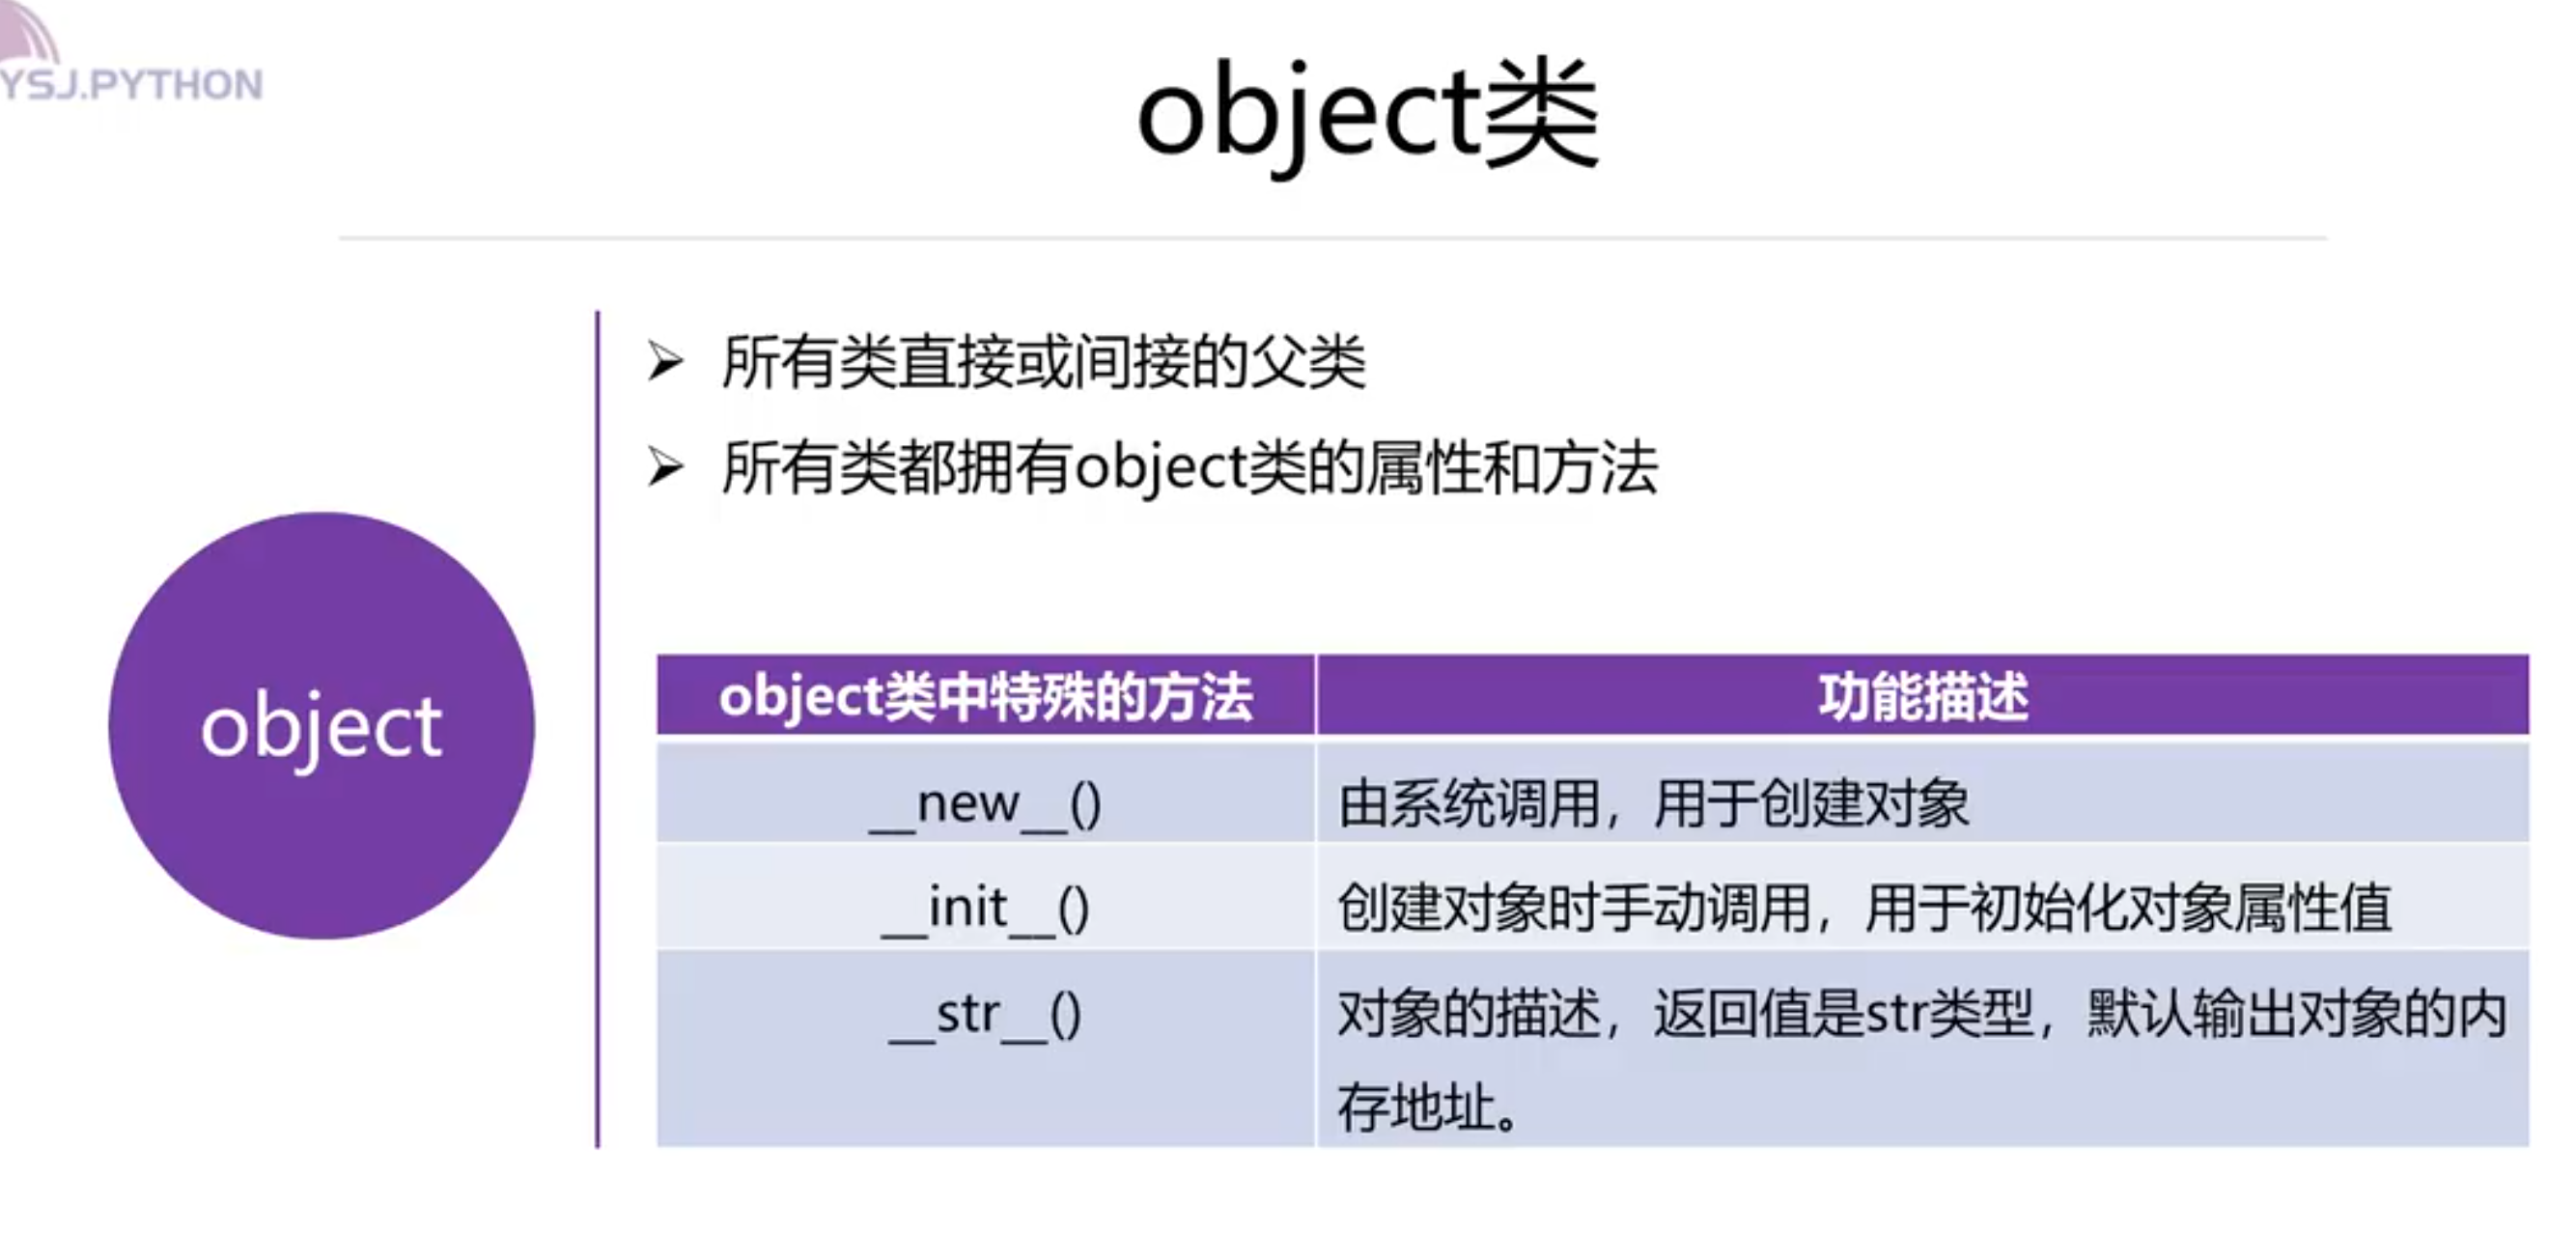 YSJ.PYTHON
object类
所有类直接或间接的父类
所有类都拥有object类的属性和方法
object
object类中特殊的方法 功能描述
__new__() 由系统调用，用于创建对象
__init__() 创建对象时手动调用，用于初始化对象属性值
__str__() 对象的描述，返回值是str类型，默认输出对象的内
存地址。